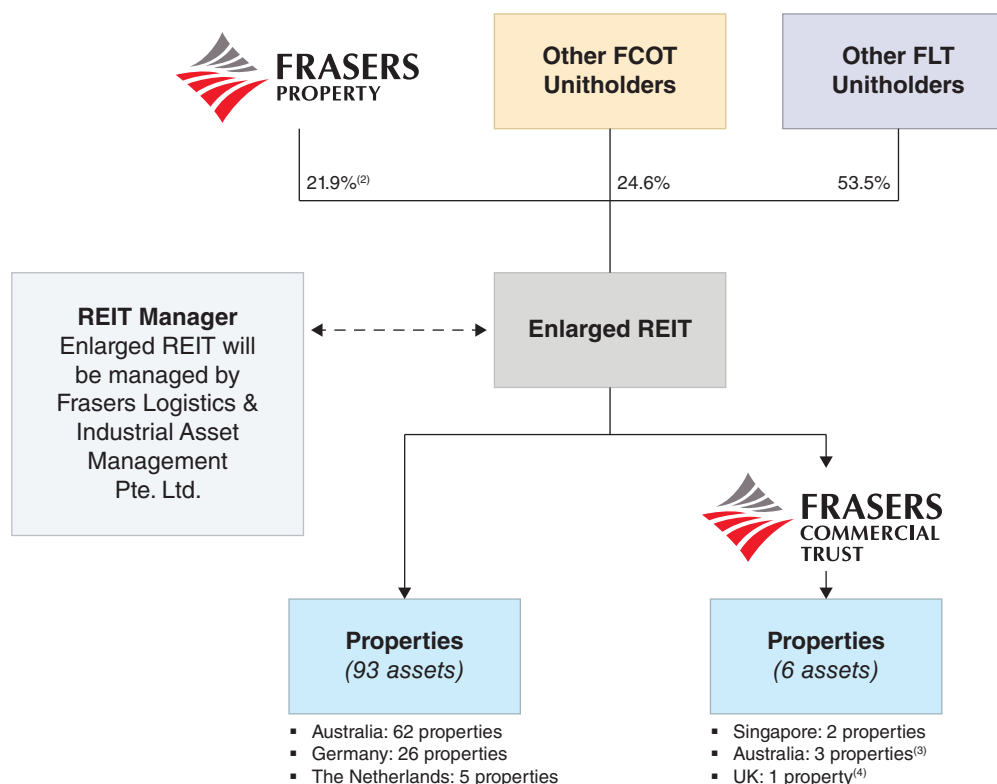 FRASERS
PROPERTY
Other FCOT
Unitholders
Other FLT
Unitholders
21.9%(2)
24.6%
53.5%
REIT Manager
Enlarged REIT will
be managed by
Frasers Logistics &
Industrial Asset
Management
Pte. Ltd.
Enlarged REIT
FRASERS
COMMERCIAL
TRUST
Properties
(93 assets)
Properties
(6 assets)
▪ Australia: 62 properties
▪ Germany: 26 properties
▪ The Netherlands: 5 properties
▪ Singapore: 2 properties
▪ Australia: 3 properties(3)
▪ UK: 1 property(4)